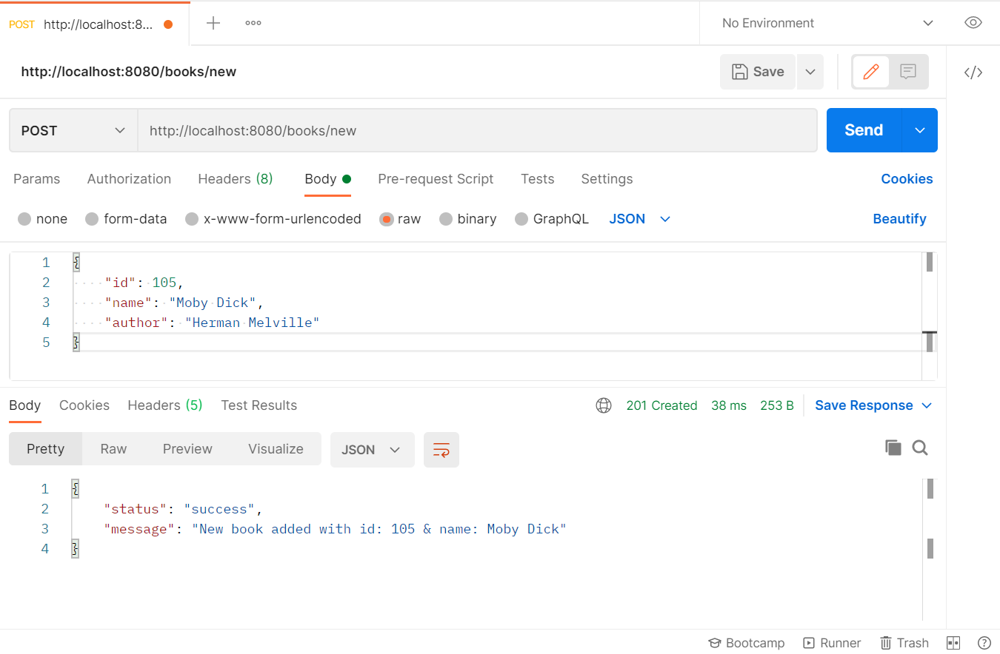 POST http://localhost:8... No Environment
http://localhost:8080/books/new Save </>
POST http://localhost:8080/books/new Send
Params Authorization Headers (8) Body Pre-request Script Tests Settings Cookies
none form-data x-www-form-urlencoded raw binary GraphQL JSON Beautify
1 {
2 "id": 105,
3 "name": "Moby Dick",
4 "author": "Herman Melville"
5 }
Body Cookies Headers (5) Test Results 201 Created 38 ms 253 B Save Response
Pretty Raw Preview Visualize JSON
1 {
2 "status": "success",
3 "message": "New book added with id: 105 & name: Moby Dick"
4 }
Bootcamp Runner Trash